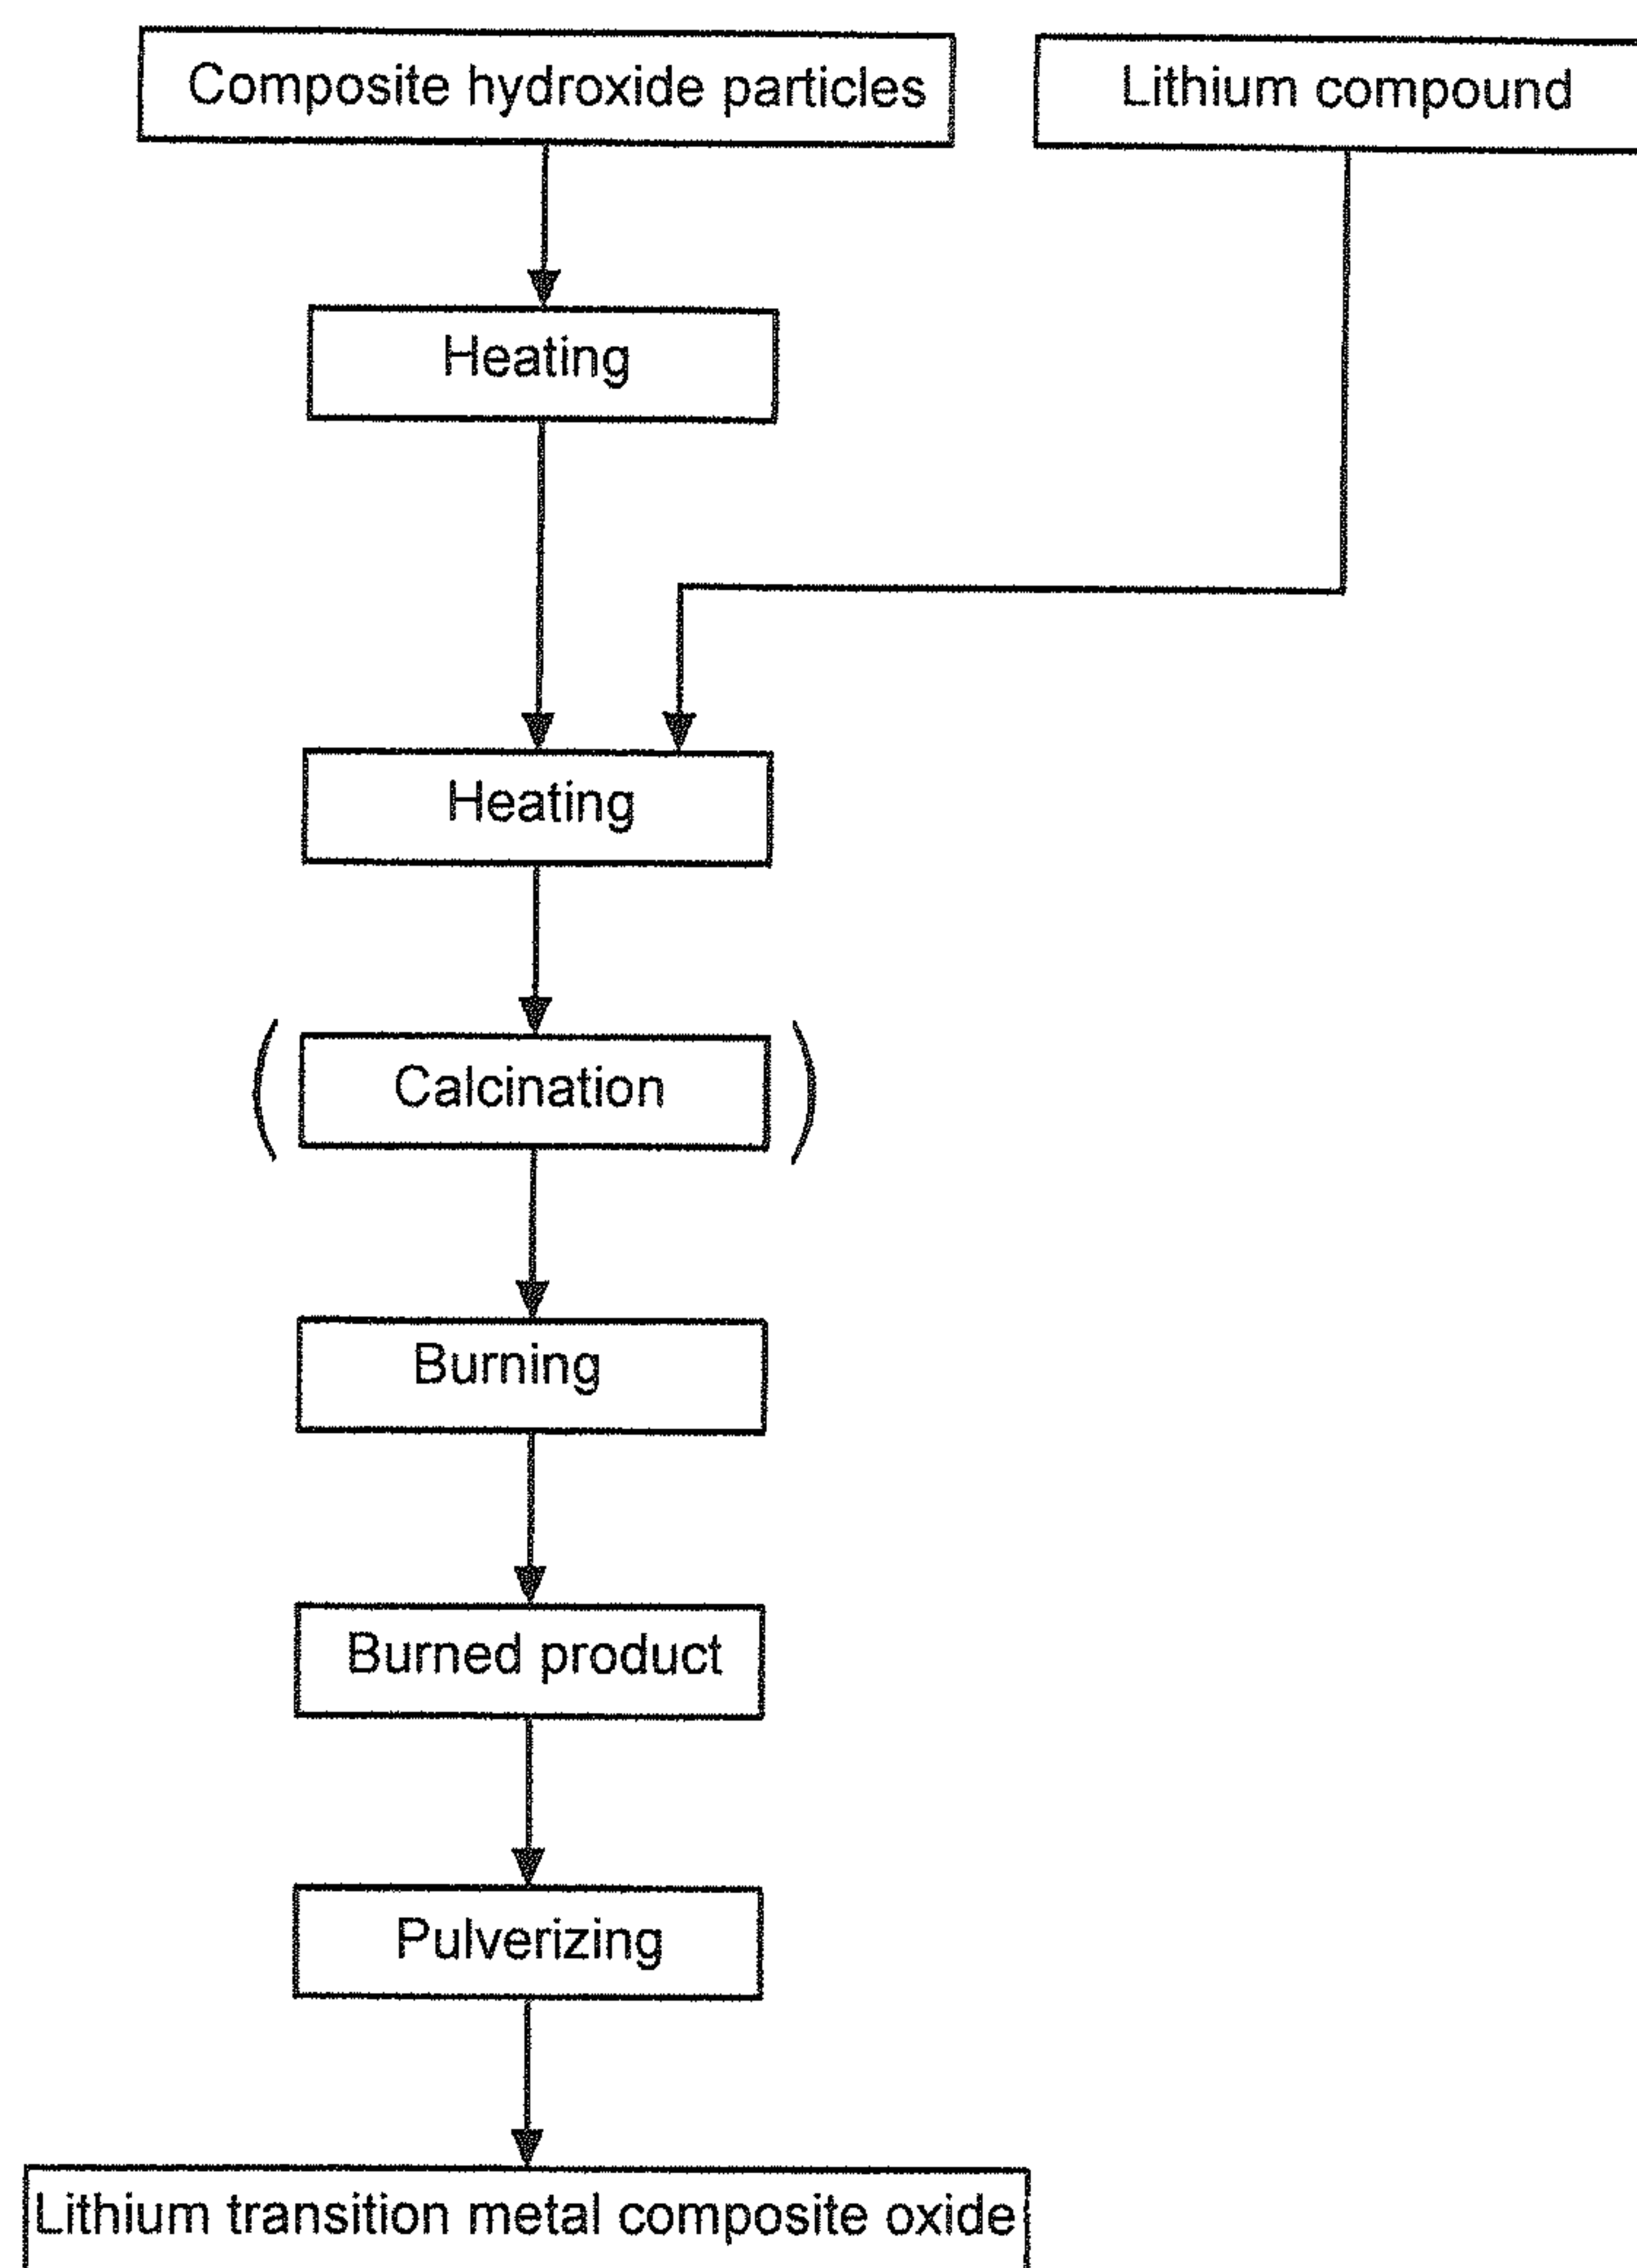 Composite hydroxide particles
Lithium compound
Heating
Heating
( Calcination )
Burning
Burned product
Pulverizing
Lithium transition metal composite oxide